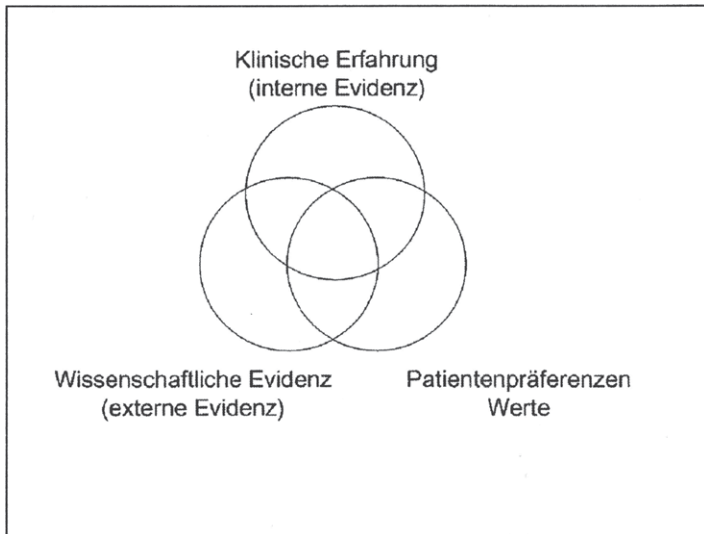 Klinische Erfahrung
(interne Evidenz)
Wissenschaftliche Evidenz
(externe Evidenz)
Patientenpräferenzen
Werte